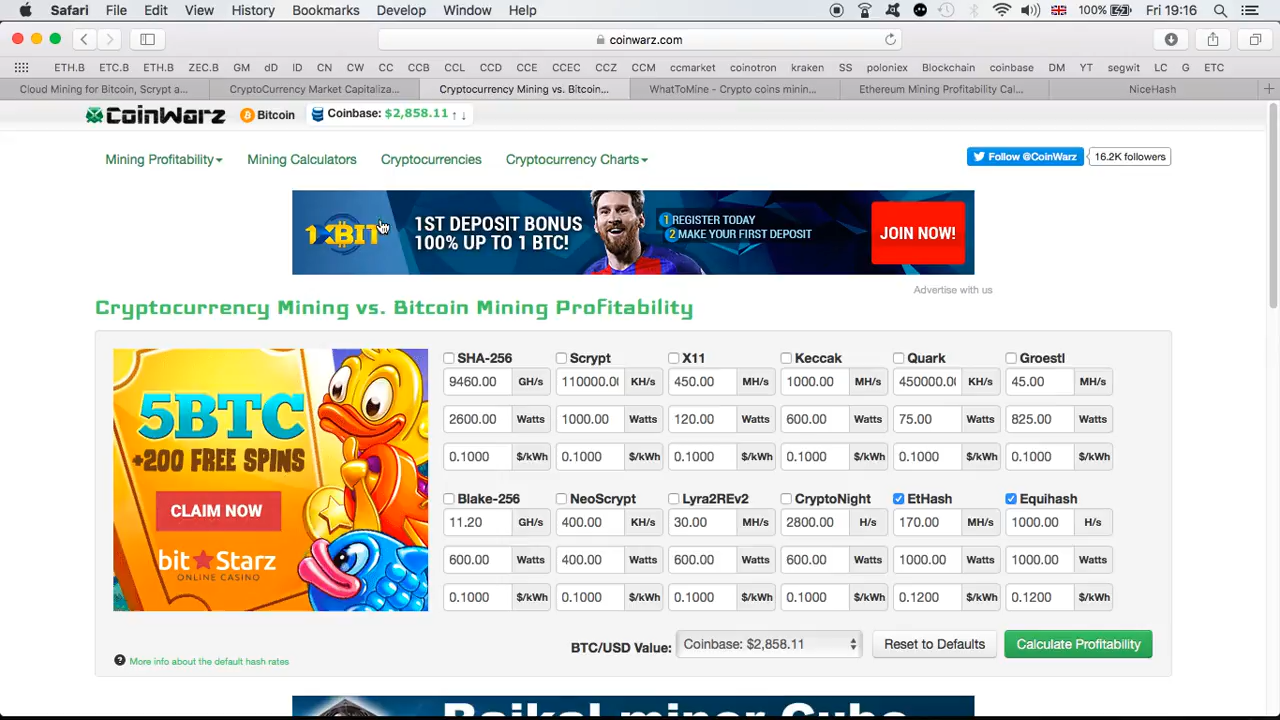 Safari File Edit View History Bookmarks Develop Window Help 100% Fri 19:16
coinwarz.com
ETH.B ETC.B ETH.B ZEC.B GM dD ID CN CW CC CCB CCL CCD CCE CCEC CCZ CCM ccmarket coinotron kraken SS poloniex Blockchain coinbase DM YT segwit LC G ETC
Cloud Mining for Bitcoin, Scrypt a... CryptoCurrency Market Capitaliza... Cryptocurrency Mining vs. Bitcoin... WhatToMine - Crypto coins minin... Ethereum Mining Profitability Cal... NiceHash
CoinWarz Bitcoin Coinbase: $2,858.11
Mining Profitability Mining Calculators Cryptocurrencies Cryptocurrency Charts Follow @CoinWarz 16.2K followers
1XBIT 1ST DEPOSIT BONUS 100% UP TO 1 BTC! 1 REGISTER TODAY 2 MAKE YOUR FIRST DEPOSIT JOIN NOW!
Advertise with us
Cryptocurrency Mining vs. Bitcoin Mining Profitability
5BTC
+200 FREE SPINS
CLAIM NOW
bitStarz
ONLINE CASINO
SHA-256 Scrypt X11 Keccak Quark Groestl
9460.00 GH/s 110000.0 KH/s 450.00 MH/s 1000.00 MH/s 450000.0 KH/s 45.00 MH/s
2600.00 Watts 1000.00 Watts 120.00 Watts 600.00 Watts 75.00 Watts 825.00 Watts
0.1000 $/kWh 0.1000 $/kWh 0.1000 $/kWh 0.1000 $/kWh 0.1000 $/kWh 0.1000 $/kWh
Blake-256 NeoScrypt Lyra2REv2 CryptoNight EtHash Equihash
11.20 GH/s 400.00 KH/s 30.00 MH/s 2800.00 H/s 170.00 MH/s 1000.00 H/s
600.00 Watts 400.00 Watts 600.00 Watts 600.00 Watts 1000.00 Watts 1000.00 Watts
0.1000 $/kWh 0.1000 $/kWh 0.1000 $/kWh 0.1000 $/kWh 0.1200 $/kWh 0.1200 $/kWh
BTC/USD Value: Coinbase: $2,858.11 Reset to Defaults Calculate Profitability
More info about the default hash rates
Baikal miner Cube